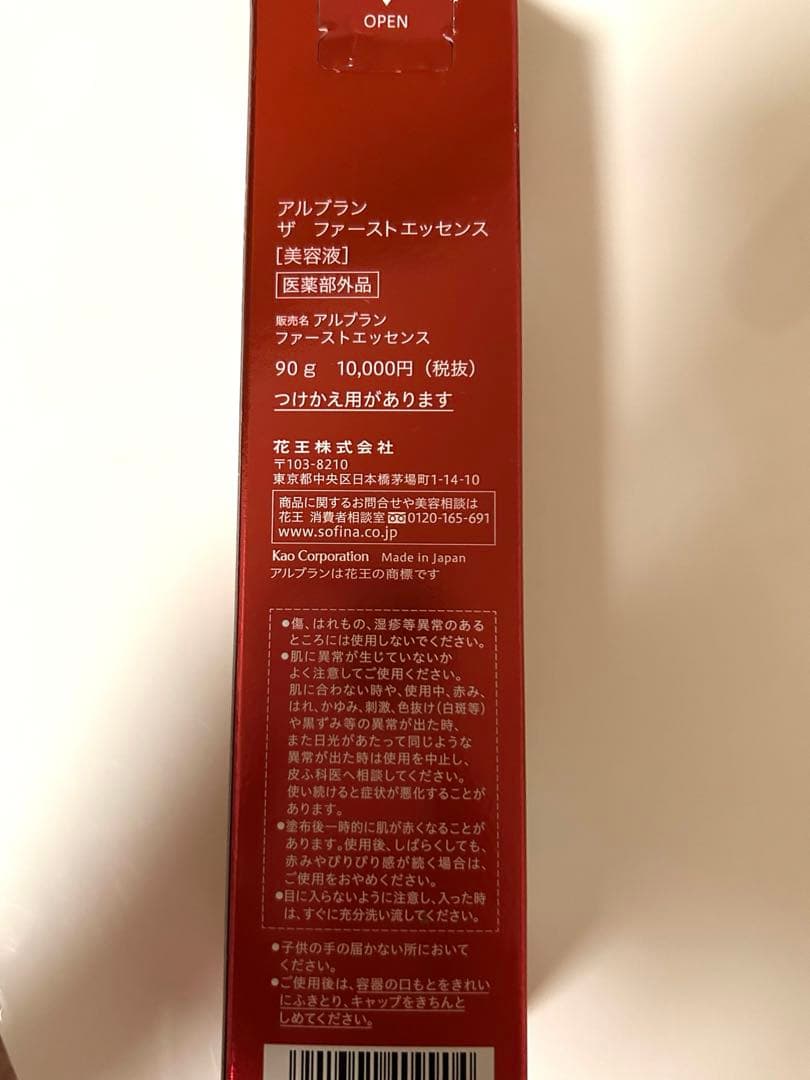 OPEN
アルブラン
ザ ファーストエッセンス
[美容液]
医薬部外品
販売名 アルブラン
ファーストエッセンス
90g 10,000円(税抜)
つけかえ用があります
花王株式会社
〒103-8210
東京都中央区日本橋茅場町1-14-10
商品に関するお問合せや美容相談は
花王 消費者相談室 0120-165-691
www.sofina.co.jp
Kao Corporation Made in Japan
アルブランは花王の商標です
●傷、はれもの、湿疹等異常のある
ところには使用しないでください。
●肌に異常が生じていないか
よく注意してご使用ください。
肌に合わない時や、使用中、赤み、
はれ、かゆみ、刺激、色抜け(白斑等)
や黒ずみ等の異常が出た時、
また日光があたって同じような
異常が出た時は使用を中止し、
皮ふ科医へ相談してください。
使い続けると症状が悪化することが
あります。
●塗布後一時的に肌が赤くなることが
あります。使用後、しばらくしても、
赤みやぴりぴり感が続く場合は、
ご使用をおやめください。
●目に入らないように注意し、入った時
は、すぐに充分洗い流してください。
●子供の手の届かない所において
ください。
●ご使用後は、容器の口もとをきれい
にふきとり、キャップをきちんと
しめてください。